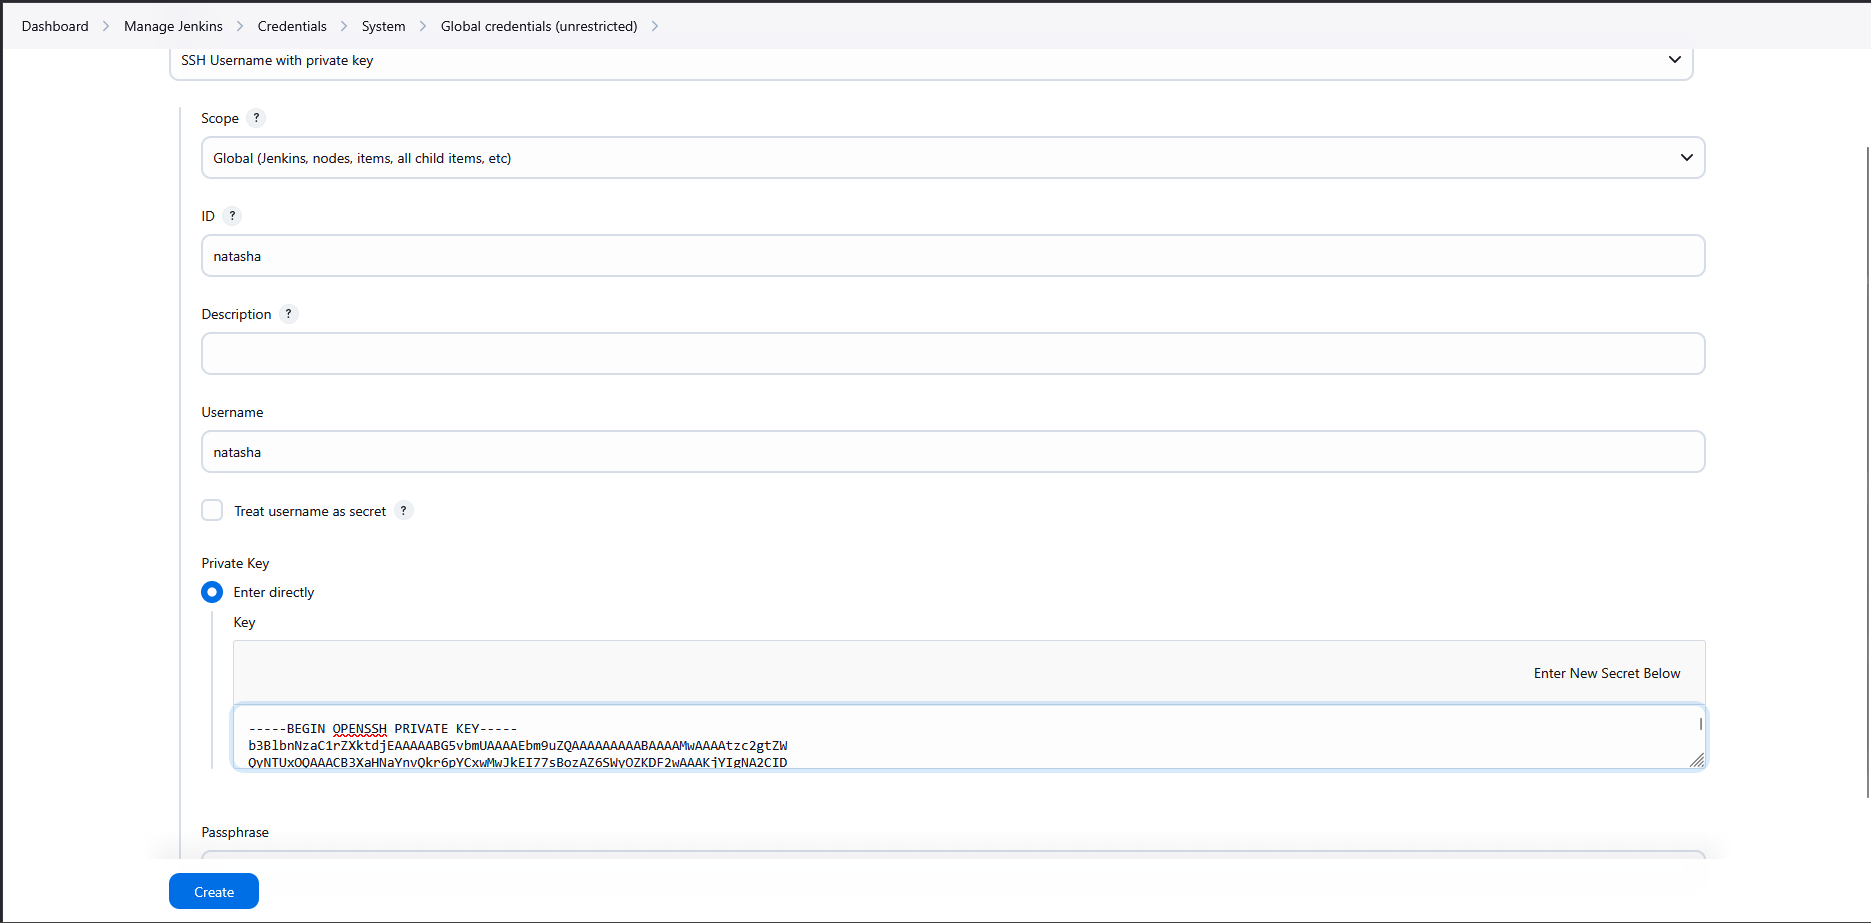 Dashboard > Manage Jenkins > Credentials > System > Global credentials (unrestricted) >
SSH Username with private key
Scope ?
Global (Jenkins, nodes, items, all child items, etc)
ID ?
natasha
Description ?
Username
natasha
Treat username as secret ?
Private Key
Enter directly
Key
Enter New Secret Below
-----BEGIN OPENSSH PRIVATE KEY-----
b3BlbnNzaC1rZXktdjEAAAAABG5vbmUAAAAEbm9uZQAAAAAAAAABAAAAMwAAAAtzc2gtZW
QyNTUxOQAAACB3XaHNaYnvQkr6pYCxwMwJkEI77sBozAZ6SWyOZKDF2wAAAKjYIgNA2CID
Passphrase
Create